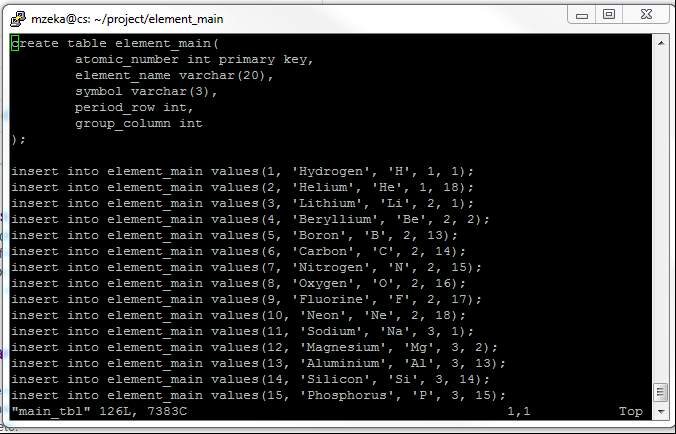 mzeka@cs: ~/project/element_main
create table element_main(
        atomic_number int primary key,
        element_name varchar(20),
        symbol varchar(3),
        period_row int,
        group_column int
);
insert into element_main values(1, 'Hydrogen', 'H', 1, 1);
insert into element_main values(2, 'Helium', 'He', 1, 18);
insert into element_main values(3, 'Lithium', 'Li', 2, 1);
insert into element_main values(4, 'Beryllium', 'Be', 2, 2);
insert into element_main values(5, 'Boron', 'B', 2, 13);
insert into element_main values(6, 'Carbon', 'C', 2, 14);
insert into element_main values(7, 'Nitrogen', 'N', 2, 15);
insert into element_main values(8, 'Oxygen', 'O', 2, 16);
insert into element_main values(9, 'Fluorine', 'F', 2, 17);
insert into element_main values(10, 'Neon', 'Ne', 2, 18);
insert into element_main values(11, 'Sodium', 'Na', 3, 1);
insert into element_main values(12, 'Magnesium', 'Mg', 3, 2);
insert into element_main values(13, 'Aluminium', 'Al', 3, 13);
insert into element_main values(14, 'Silicon', 'Si', 3, 14);
insert into element_main values(15, 'Phosphorus', 'P', 3, 15);
"main_tbl" 126L, 7383C 1,1 Top